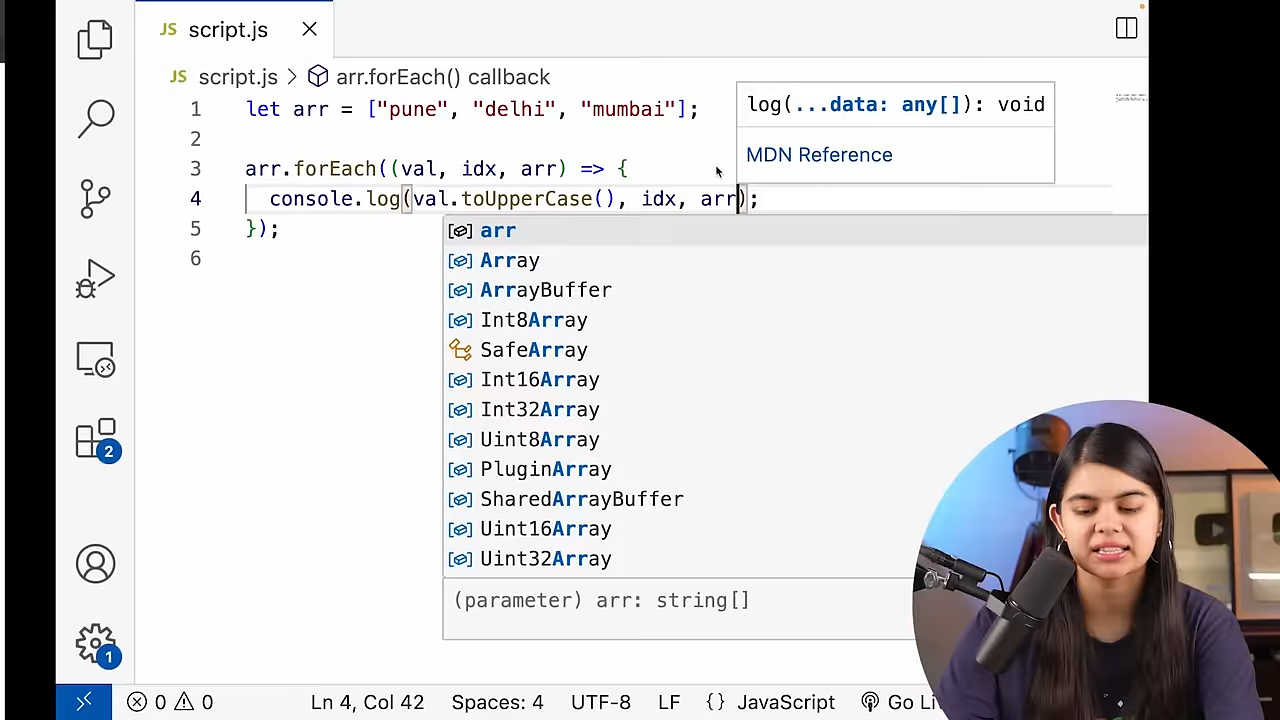 JS script.js
JS script.js > arr.forEach() callback
1 let arr = ["pune", "delhi", "mumbai"];
2
3 arr.forEach((val, idx, arr) => {
4 console.log(val.toUpperCase(), idx, arr);
5 });
6
log(...data: any[]): void
MDN Reference
arr
Array
ArrayBuffer
Int8Array
SafeArray
Int16Array
Int32Array
Uint8Array
PluginArray
SharedArrayBuffer
Uint16Array
Uint32Array
(parameter) arr: string[]
2
1
0 0 Ln 4, Col 42 Spaces: 4 UTF-8 LF {} JavaScript Go